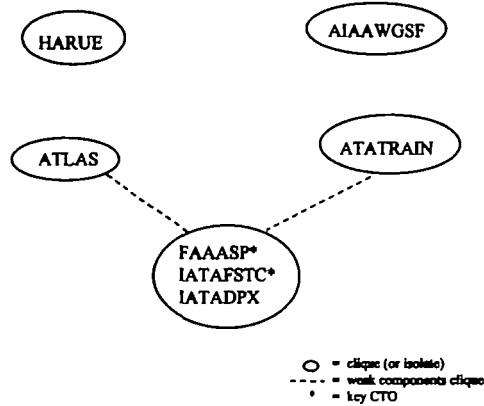 HARUE
AIAAWGSF
ATLAS
ATATRAIN
FAAASP*
IATAFSTC*
IATADPX
= clique (or isolate)
= weak components clique
* = key CTO